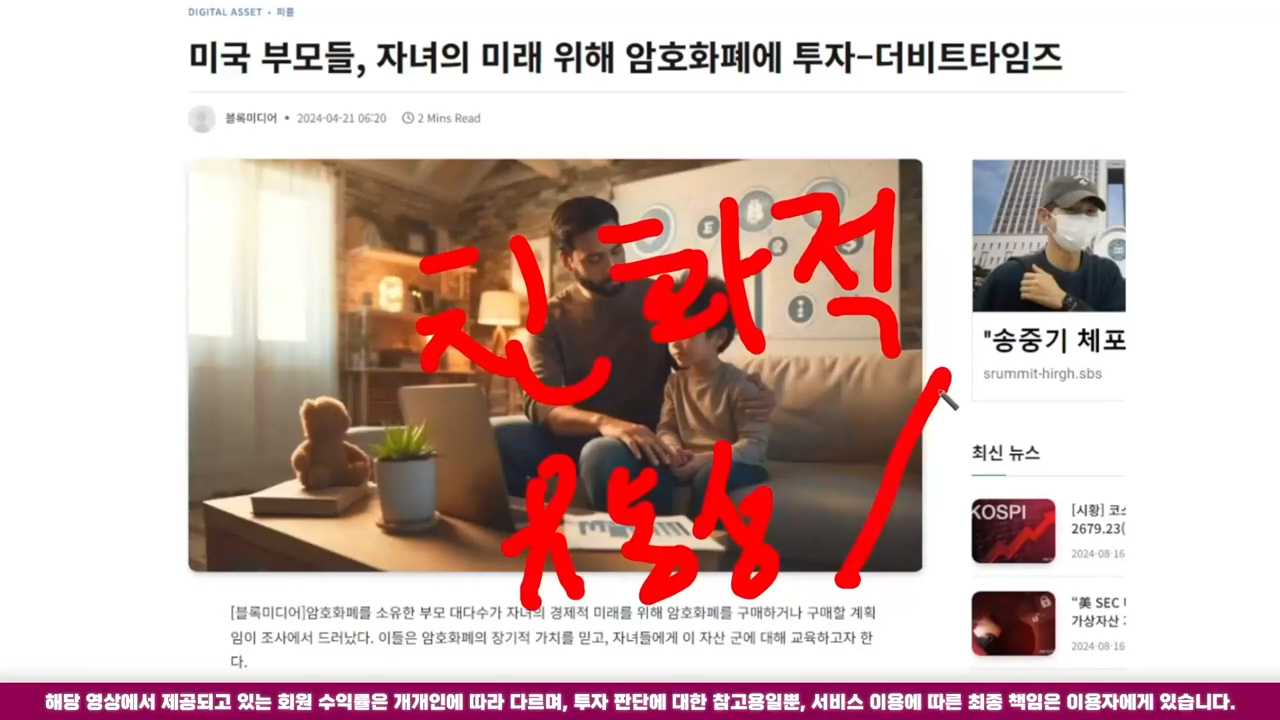 DIGITAL ASSET › 피플
미국 부모들, 자녀의 미래 위해 암호화폐에 투자–더비트타임즈
블록미디어 • 2024-04-21 06:20 2 Mins Read
"송중기 체포
srummit-hirgh.sbs
최신 뉴스
KOSPI
[시황] 코스
2679.23(
2024-08-16
“美 SEC
가상자산
2024-08-16
[블록미디어]암호화폐를 소유한 부모 대다수가 자녀의 경제적 미래를 위해 암호화폐를 구매하거나 구매할 계획
임이 조사에서 드러났다. 이들은 암호화폐의 장기적 가치를 믿고, 자녀들에게 이 자산 군에 대해 교육하고자 한
다.
해당 영상에서 제공되고 있는 회원 수익률은 개개인에 따라 다르며, 투자 판단에 대한 참고용일뿐, 서비스 이용에 따른 최종 책임은 이용자에게 있습니다.